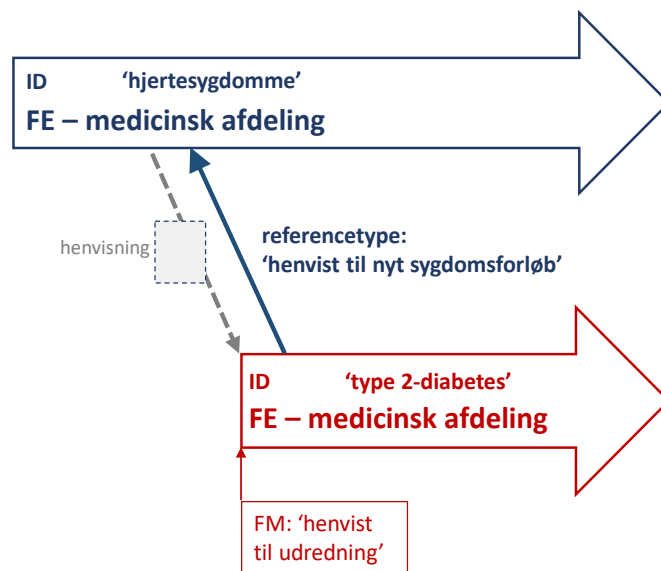 ID ‘hjertesygdomme’
FE – medicinsk afdeling
henvisning
referencetype:
‘henvist til nyt sygdomsforløb’
ID ‘type 2-diabetes’
FE – medicinsk afdeling
FM: ‘henvist
til udredning’